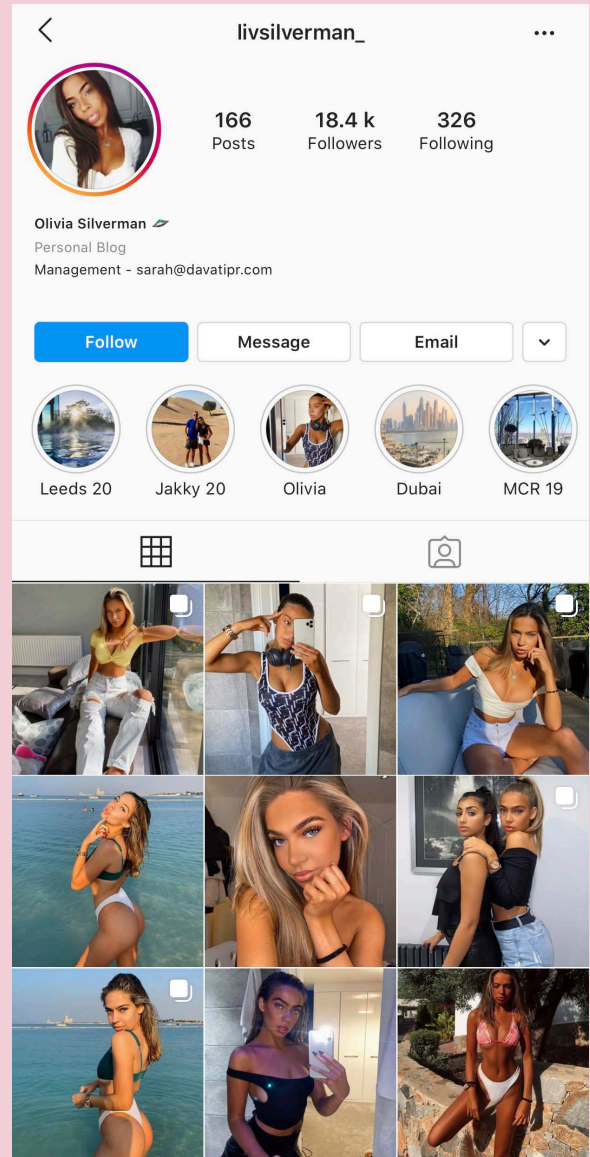 livsilverman_
166 18.4 k 326
Posts Followers Following
Olivia Silverman
Personal Blog
Management - sarah@davatipr.com
Follow Message Email
Leeds 20 Jakky 20 Olivia Dubai MCR 19